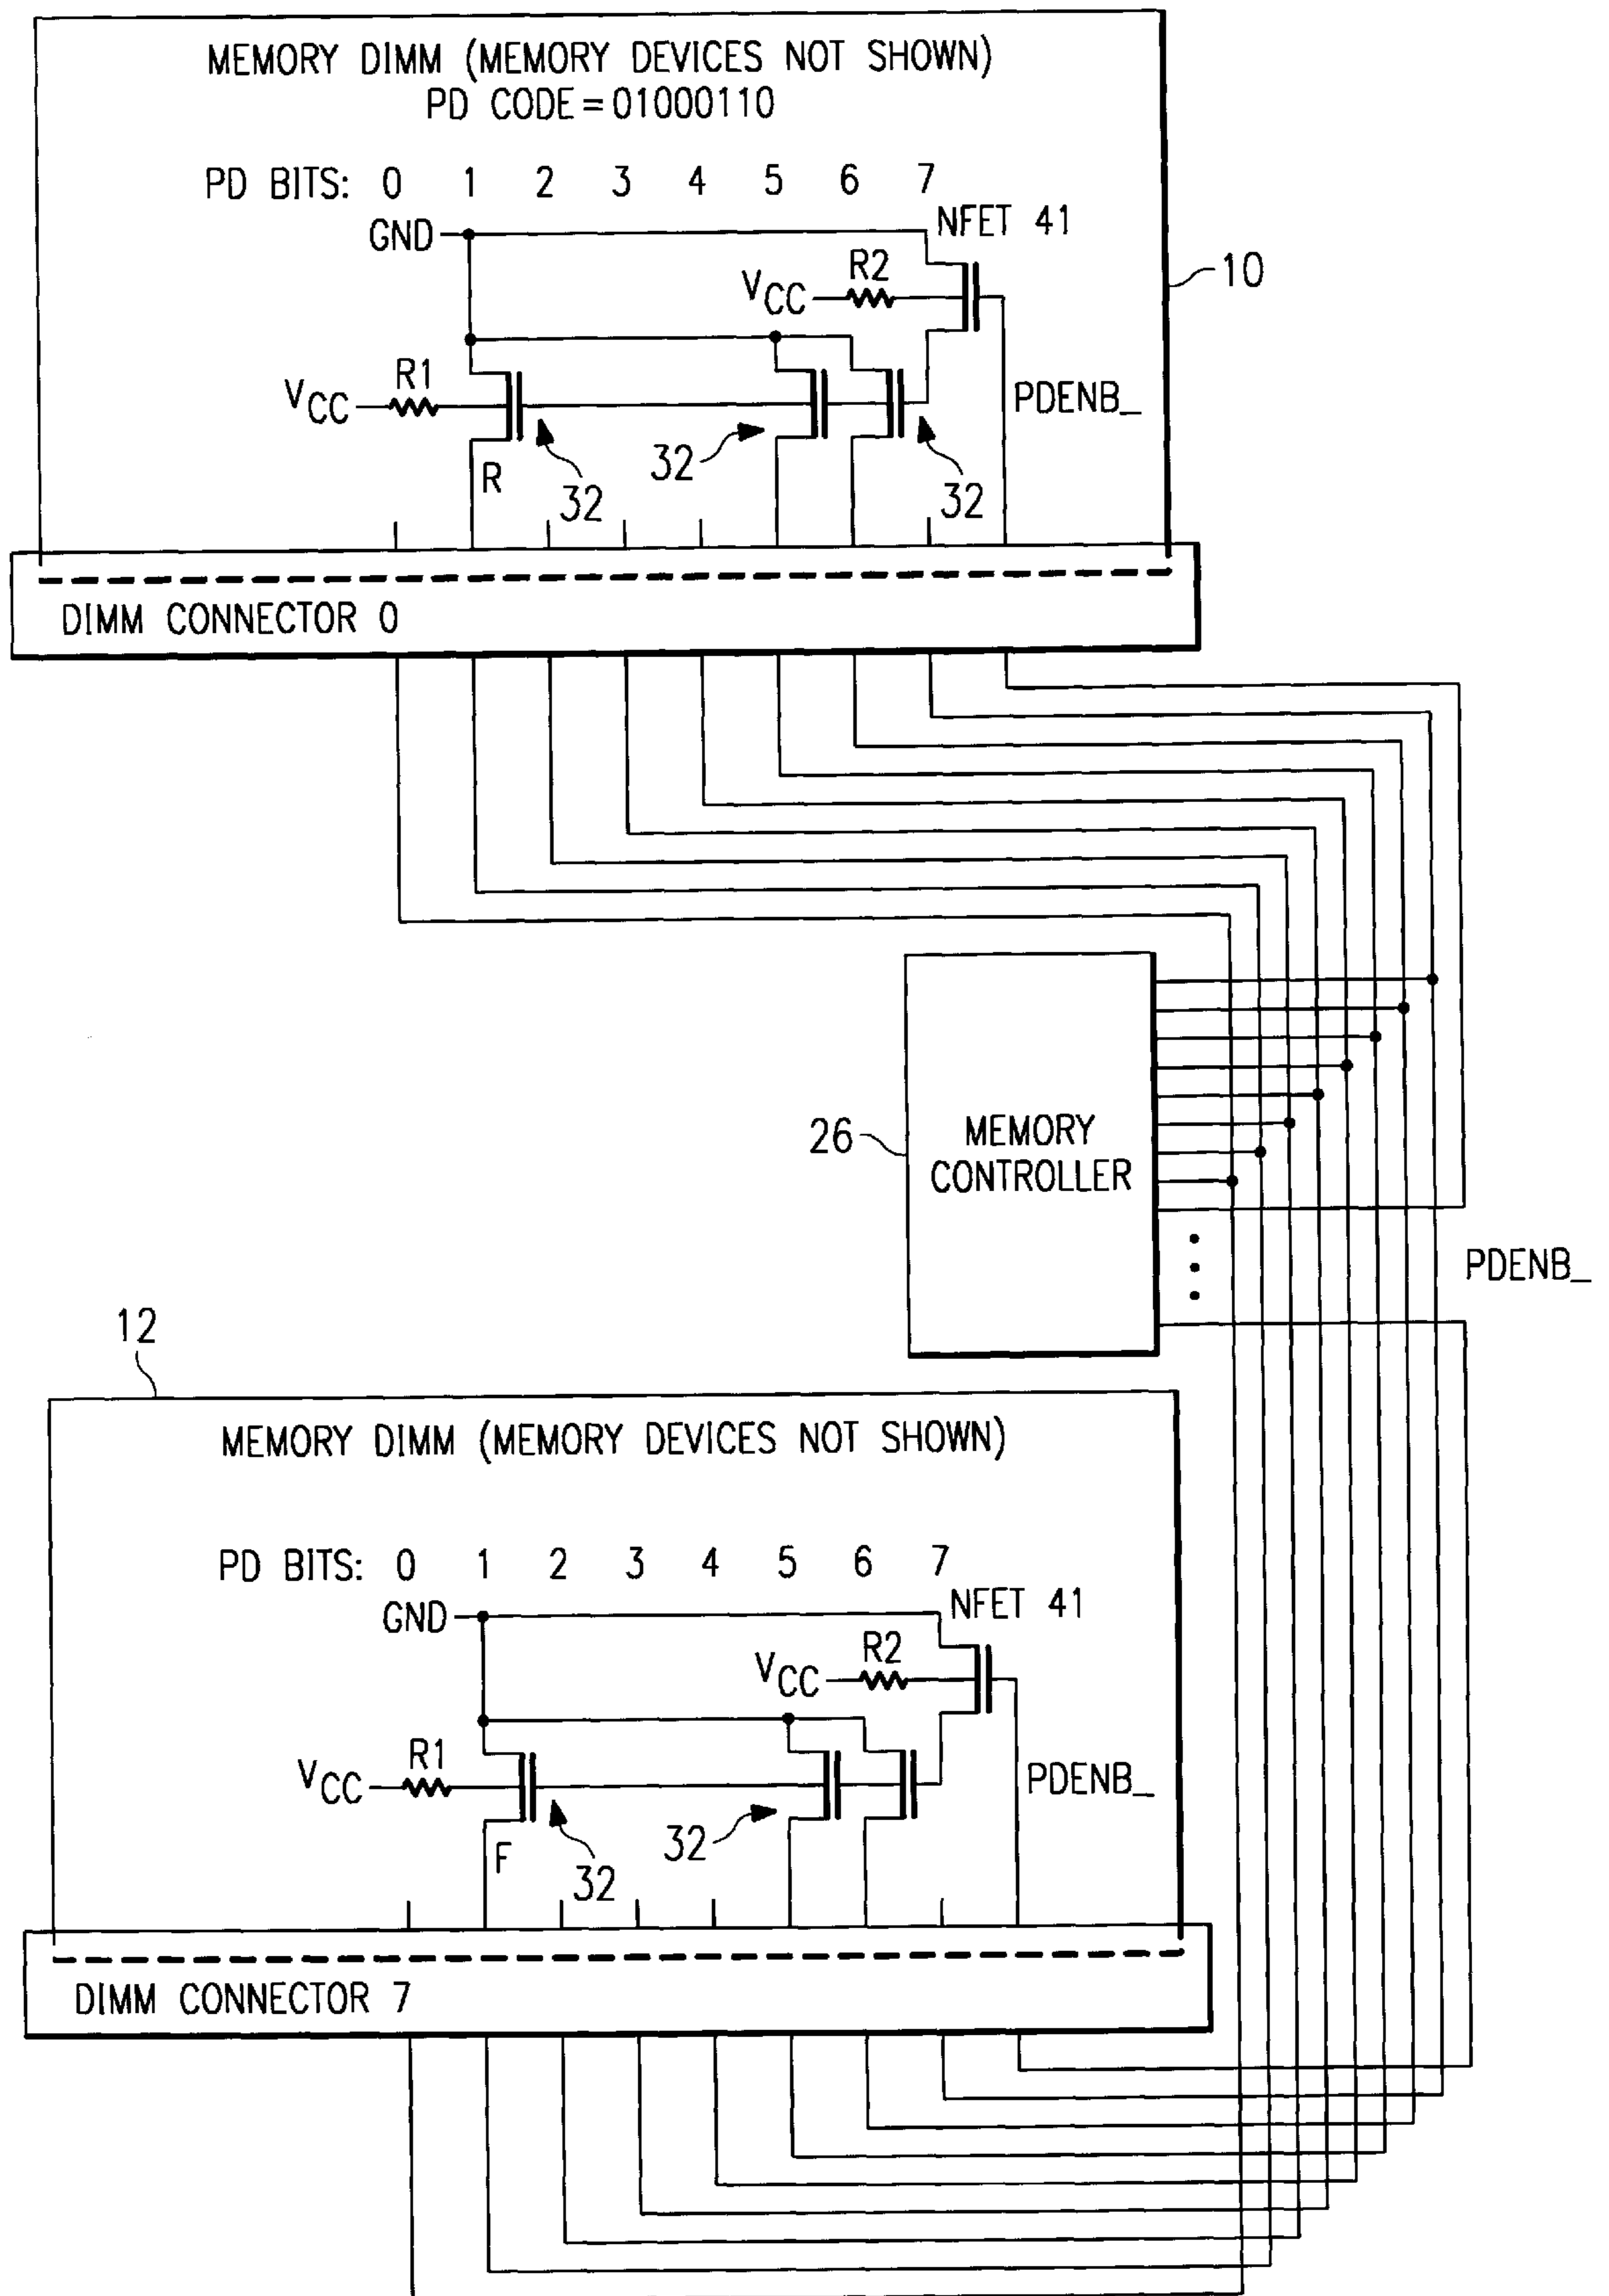 MEMORY DIMM (MEMORY DEVICES NOT SHOWN)
PD CODE=01000110
PD BITS: 0 1 2 3 4 5 6 7
GND
NFET 41
VCC R2
10
VCC R1
PDENB_
R
32
32
32
DIMM CONNECTOR 0
26
MEMORY
CONTROLLER
PDENB_
12
MEMORY DIMM (MEMORY DEVICES NOT SHOWN)
PD BITS: 0 1 2 3 4 5 6 7
GND
NFET 41
VCC R2
VCC R1
PDENB_
F
32
32
DIMM CONNECTOR 7